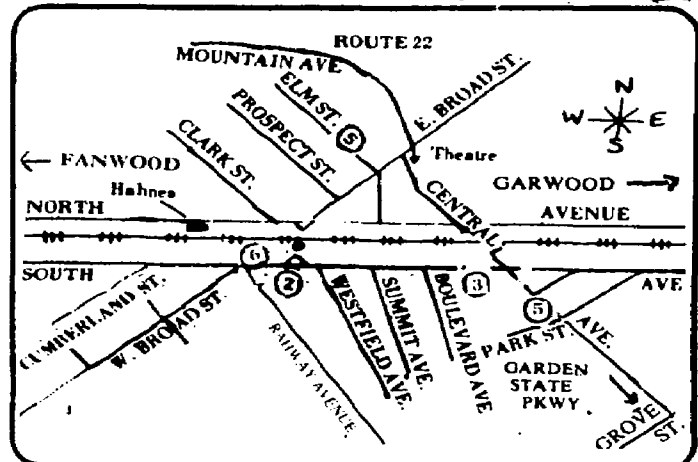 ROUTE 22
MOUNTAIN AVE
ELM ST.
5
E. BROAD ST.
PROSPECT ST.
CLARK ST.
N
W E
S
← FANWOOD
Theatre
Hahnes
CENTRAL
GARWOOD →
NORTH
AVENUE
SOUTH
6
2
3
5
AVE
CUMBERLAND ST.
W. BROAD ST.
RAHWAY AVENUE
WESTFIELD AVE.
SUMMIT AVE.
BOULEVARD AVE.
PARK ST.
AVE.
GARDEN
STATE
PKWY
GROVE
ST.